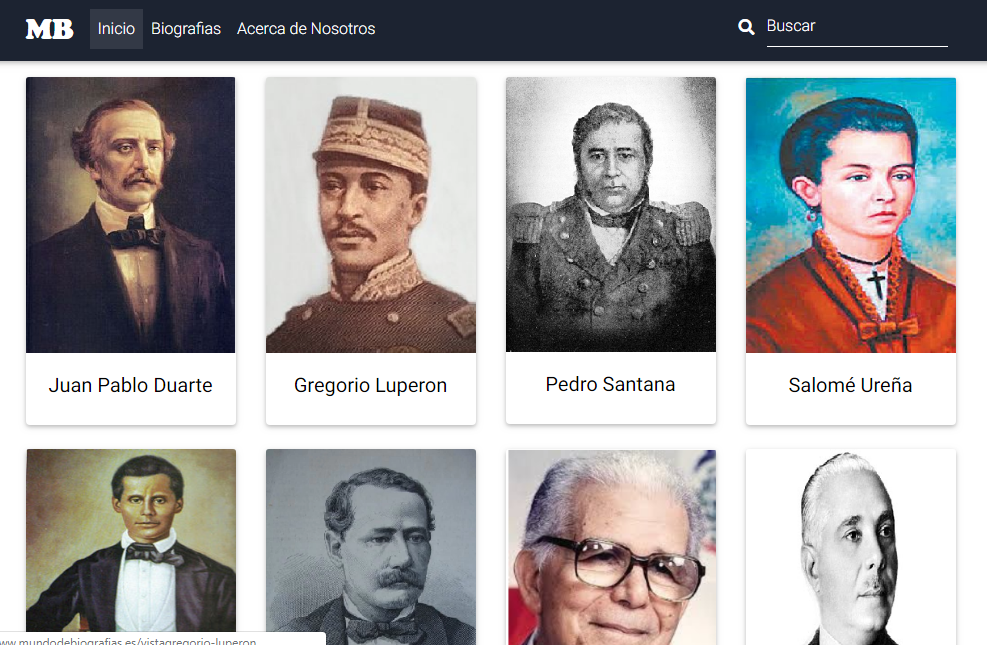 MB Inicio Biografias Acerca de Nosotros Buscar
Juan Pablo Duarte Gregorio Luperon Pedro Santana Salomé Ureña
ww.mundodebiografias.es/vistagregorio-luperon